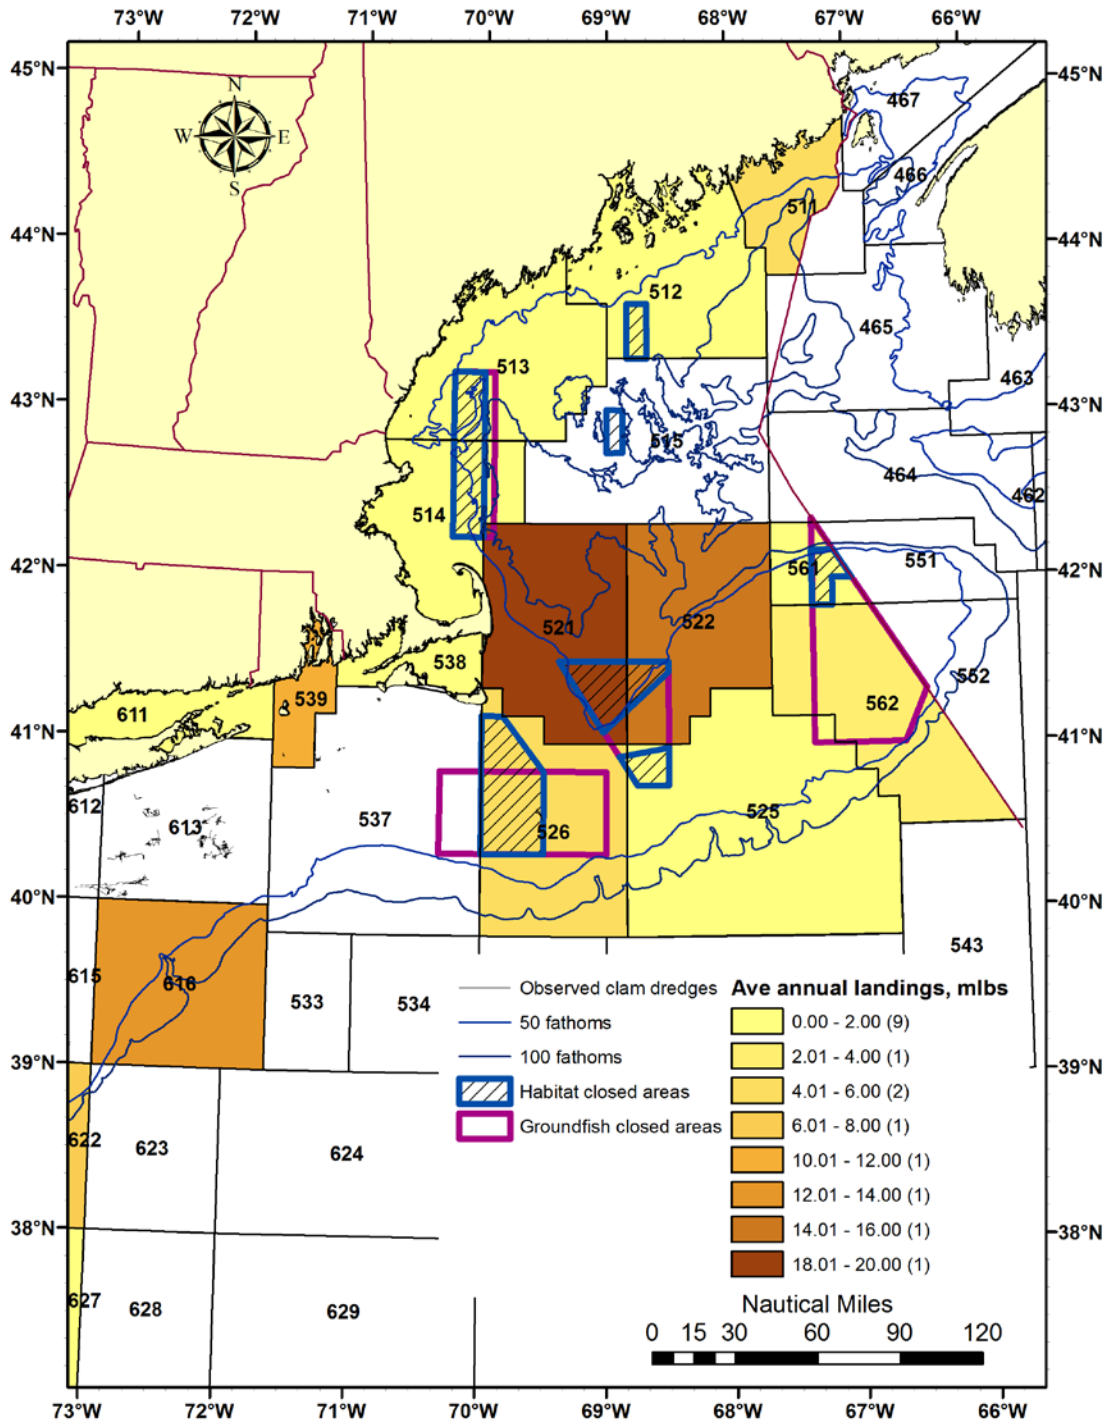 73°W 72°W 71°W 70°W 69°W 68°W 67°W 66°W
45°N 45°N
N
W E
S
467
466
44°N 44°N
511
512
465
513
463
43°N 43°N
515
464
462
514
42°N 42°N
561
551
521
522
538
552
539
562
611
41°N 41°N
612
613
537
526
525
40°N 40°N
543
615
616
533
534
39°N 39°N
622
623
624
38°N 38°N
627
628
629
Observed clam dredges
50 fathoms
100 fathoms
Habitat closed areas
Groundfish closed areas
Ave annual landings, mlbs
0.00 - 2.00 (9)
2.01 - 4.00 (1)
4.01 - 6.00 (2)
6.01 - 8.00 (1)
10.01 - 12.00 (1)
12.01 - 14.00 (1)
14.01 - 16.00 (1)
18.01 - 20.00 (1)
Nautical Miles
0 15 30 60 90 120
73°W 72°W 71°W 70°W 69°W 68°W 67°W 66°W